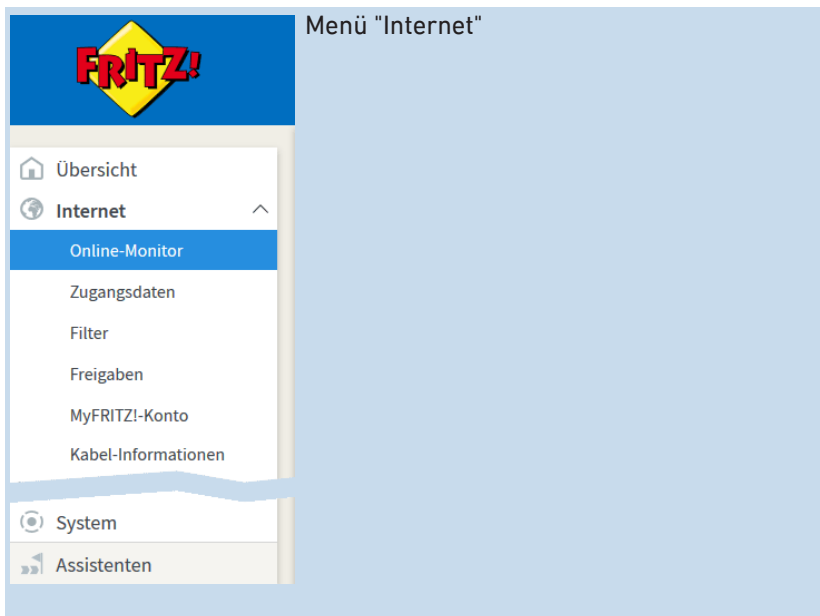 Menü "Internet"
FRITZ!
Übersicht
Internet
Online-Monitor
Zugangsdaten
Filter
Freigaben
MyFRITZ!-Konto
Kabel-Informationen
System
Assistenten